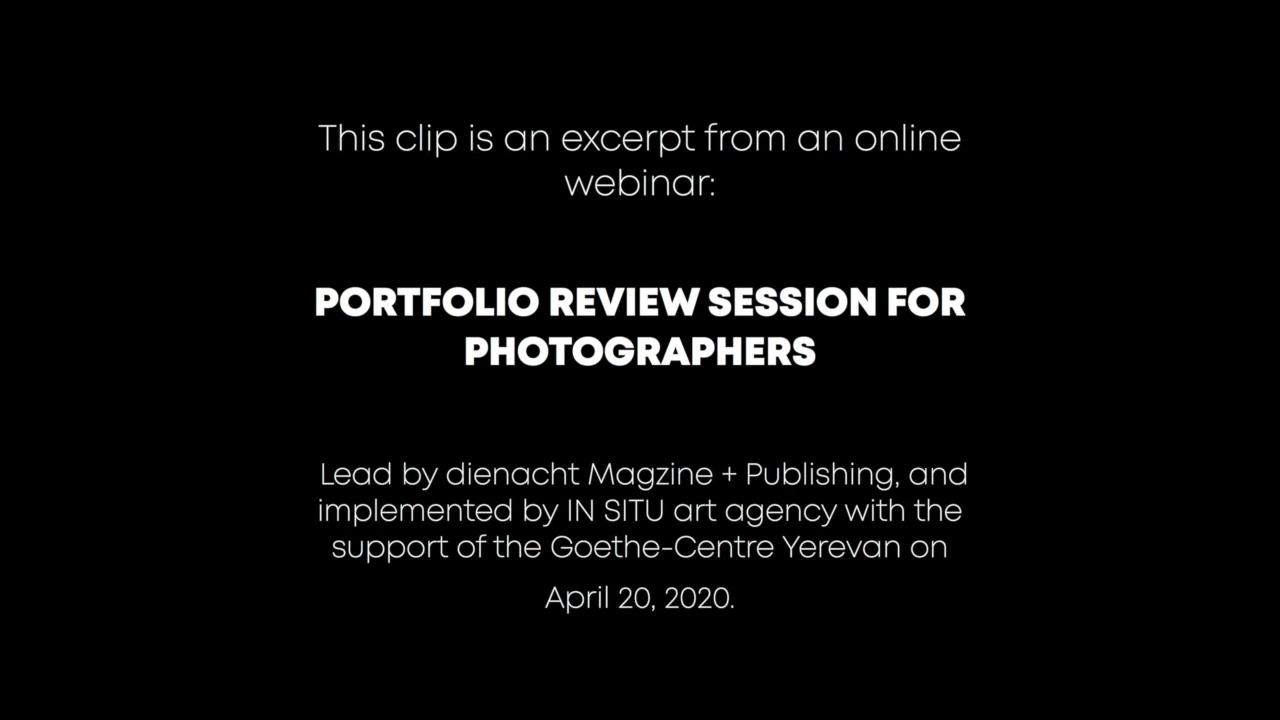 This clip is an excerpt from an online
webinar:
PORTFOLIO REVIEW SESSION FOR
PHOTOGRAPHERS
Lead by dienacht Magzine + Publishing, and
implemented by IN SITU art agency with the
support of the Goethe-Centre Yerevan on
April 20, 2020.